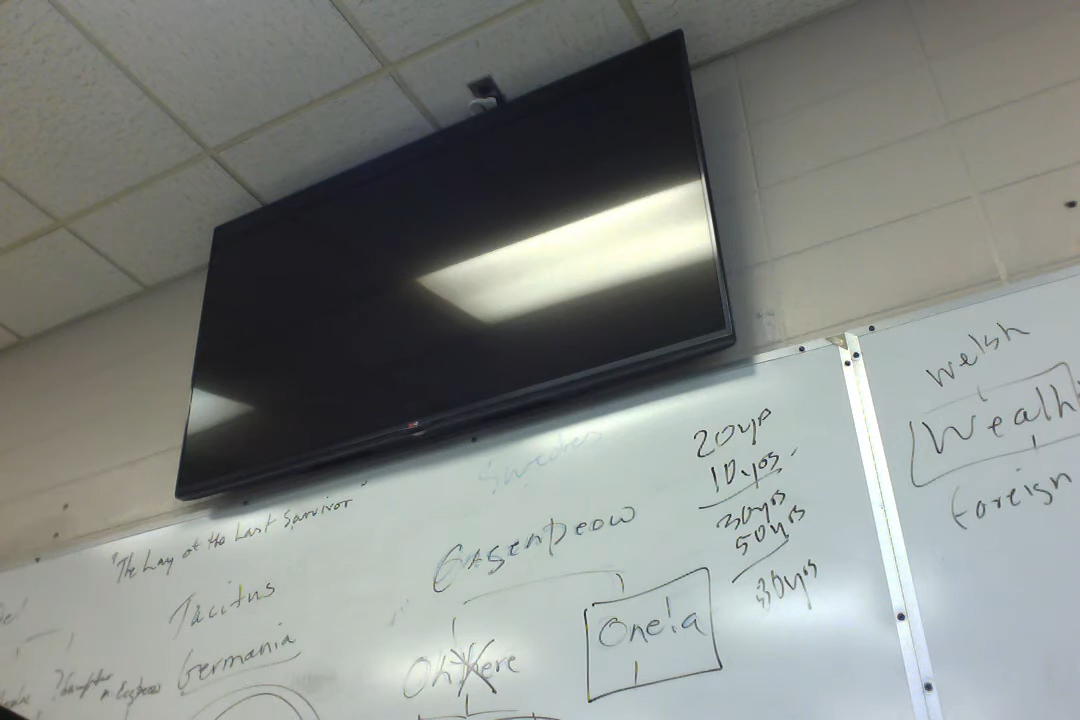 Sweden
20yrs
10yrs.
30yrs
50yrs
30yrs
"The Lay of the Last Survivor"
Tacitus
Germania
Ongenþeow
Ohthere
Onela
Welsh
Wealh
foreign